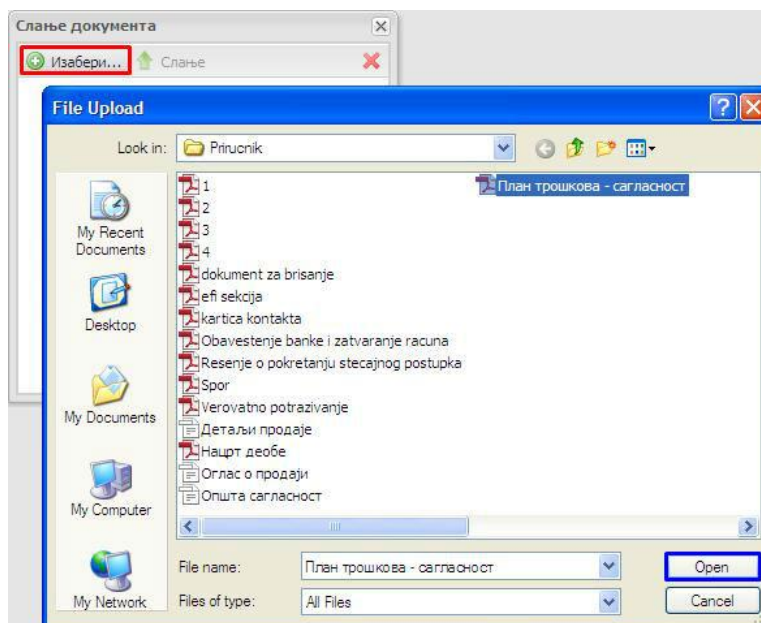 Слање документа
Изабери... Слање
File Upload
Look in: Prirucnik
My Recent Documents
Desktop
My Documents
My Computer
My Network
1
2
3
4
dokument za brisanje
efi sekcija
kartica kontakta
Obavestenje banke i zatvaranje racuna
Resenje o pokretanju stecajnog postupka
Spor
Verovatno potrazivanje
Детаљи продаје
Нацрт деобе
Оглас о продаји
Општа сагласност
План трошкова - сагласност
File name: План трошкова - сагласност Open
Files of type: All Files Cancel